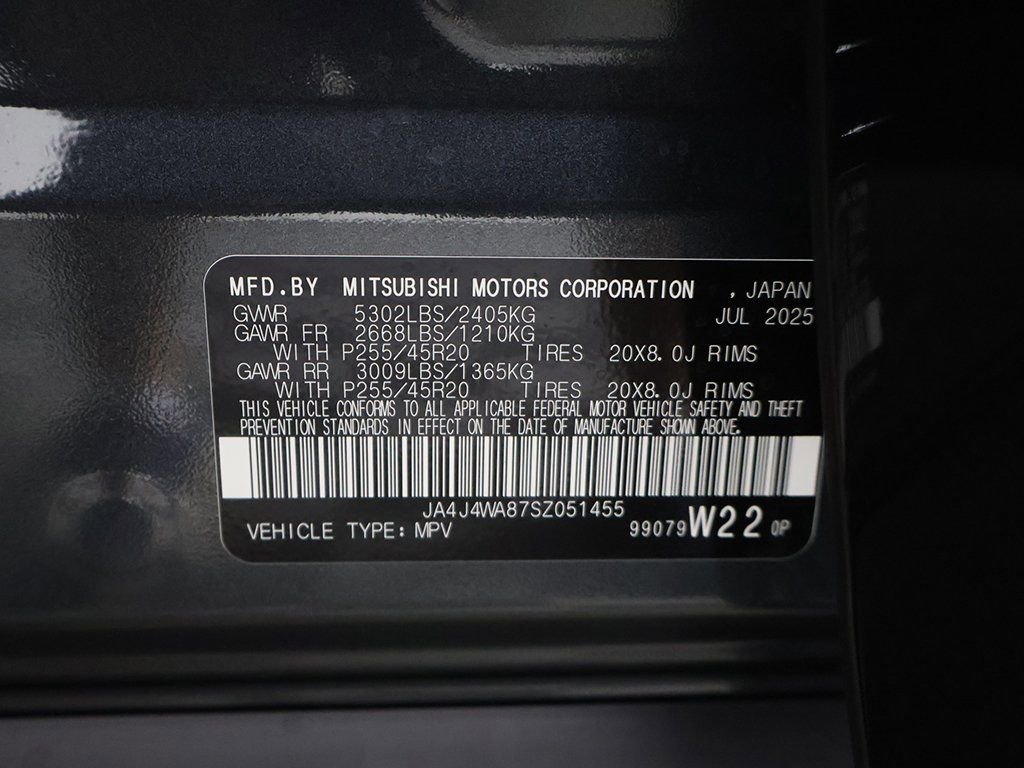 MFD.BY MITSUBISHI MOTORS CORPORATION , JAPAN
GVWR 5302LBS/2405KG JUL 2025
GAWR FR 2668LBS/1210KG
WITH P255/45R20 TIRES 20X8.0J RIMS
GAWR RR 3009LBS/1365KG
WITH P255/45R20 TIRES 20X8.0J RIMS
THIS VEHICLE CONFORMS TO ALL APPLICABLE FEDERAL MOTOR VEHICLE SAFETY AND THEFT
PREVENTION STANDARDS IN EFFECT ON THE DATE OF MANUFACTURE SHOWN ABOVE.
JA4J4WA87SZ051455
VEHICLE TYPE: MPV 99079 W22 0P